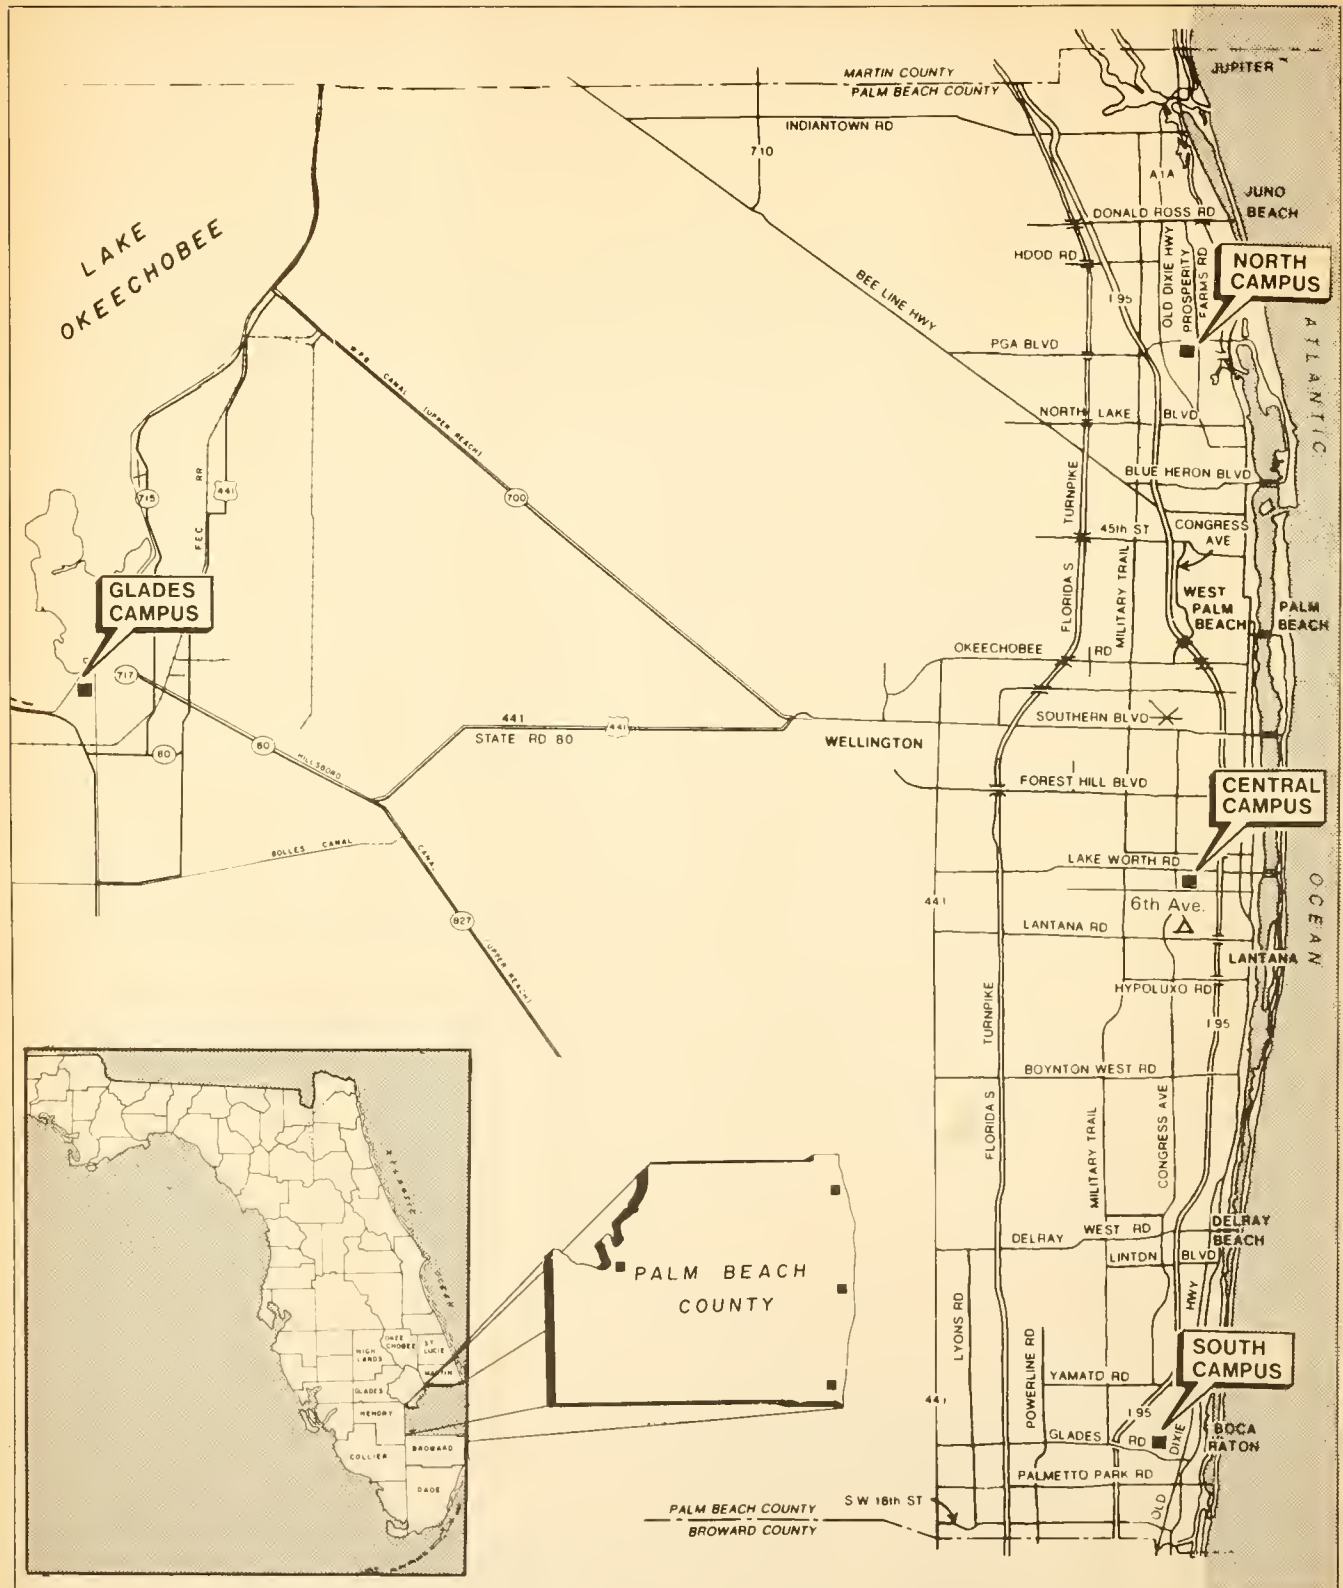 JUPITER
MARTIN COUNTY
PALM BEACH COUNTY
INDIANTOWN RD
710
A1A
JUNO
BEACH
DONALD ROSS RD
HOOD RD
LAKE
OKEECHOBEE
NORTH
CAMPUS
OLD DIXIE HWY
PROSPERITY
FARMS RD
I 95
BEE LINE HWY
PGA BLVD
ATLANTIC
OCEAN
CANAL (UPPER REACH)
NORTH LAKE BLVD
BLUE HERON BLVD
FLORIDA S TURNPIKE
715
441
FEC RR
700
45th ST
CONGRESS
AVE
MILITARY TRAIL
GLADES
CAMPUS
WEST
PALM
BEACH
PALM
BEACH
OKEECHOBEE RD
717
441
STATE RD 80
441
SOUTHERN BLVD
WELLINGTON
80
80
HILLSBORO
FOREST HILL BLVD
CENTRAL
CAMPUS
BOLLES CANAL
CANA
LAKE WORTH RD
441
6th Ave.
827
(UPPER REACH)
LANTANA RD
LANTANA
HYPOLUXO RD
I 95
FLORIDA S TURNPIKE
BOYNTON WEST RD
MILITARY TRAIL
CONGRESS AVE
ATLANTIC
OCEAN
DELRAY WEST RD
DELRAY
BEACH
LINTON BLVD
PALM BEACH
COUNTY
HWY
LYONS RD
POWERLINE RD
SOUTH
CAMPUS
OKEE
CHOBEE
ST
LUCIE
HIGH
LANDS
MARTIN
GLADES
HENDRY
COLLIER
BROWARD
DADE
YAMATO RD
441
I 95
GLADES RD
DIXIE
BOCA
RATON
PALMETTO PARK RD
S W 18th ST
OLD
PALM BEACH COUNTY
BROWARD COUNTY